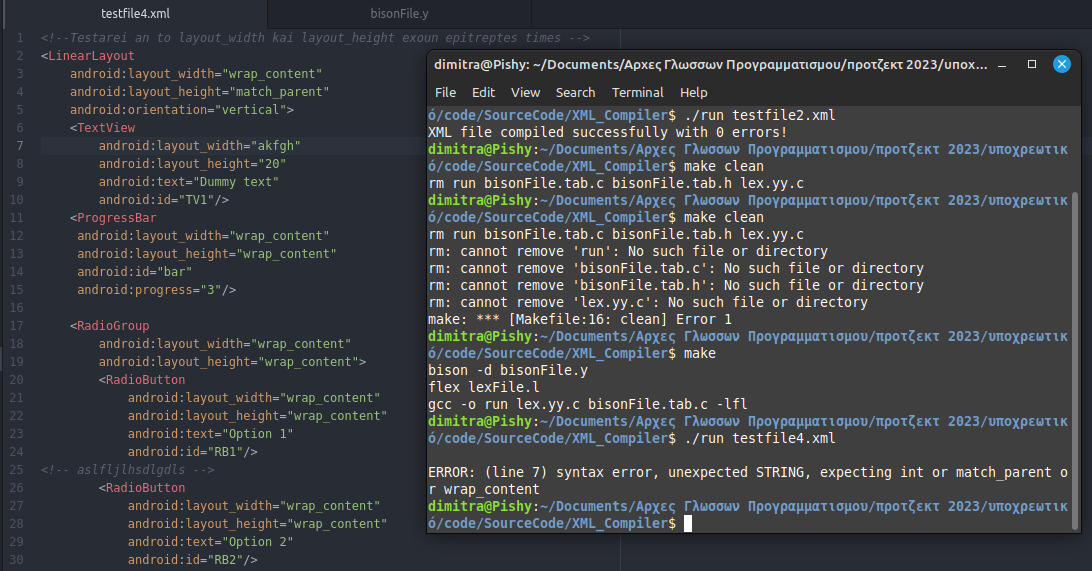 testfile4.xml
bisonFile.y
1 <!--Testarei an to layout_width kai layout_height exoun epitreptes times -->
2 <LinearLayout
3 android:layout_width="wrap_content"
4 android:layout_height="match_parent"
5 android:orientation="vertical">
6 <TextView
7 android:layout_width="akfgh"
8 android:layout_height="20"
9 android:text="Dummy text"
10 android:id="TV1"/>
11 <ProgressBar
12 android:layout_width="wrap_content"
13 android:layout_height="wrap_content"
14 android:id="bar"
15 android:progress="3"/>
16
17 <RadioGroup
18 android:layout_width="wrap_content"
19 android:layout_height="wrap_content">
20 <RadioButton
21 android:layout_width="wrap_content"
22 android:layout_height="wrap_content"
23 android:text="Option 1"
24 android:id="RB1"/>
25 <!-- aslfljlhsdlgdls -->
26 <RadioButton
27 android:layout_width="wrap_content"
28 android:layout_height="wrap_content"
29 android:text="Option 2"
30 android:id="RB2"/>
dimitra@Pishy: ~/Documents/Αρχες Γλωσσων Προγραμματισμου/προτζεκτ 2023/υποχ...
File Edit View Search Terminal Help
ό/code/SourceCode/XML_Compiler$ ./run testfile2.xml
XML file compiled successfully with 0 errors!
dimitra@Pishy:~/Documents/Αρχες Γλωσσων Προγραμματισμου/προτζεκτ 2023/υποχρεωτικ
ό/code/SourceCode/XML_Compiler$ make clean
rm run bisonFile.tab.c bisonFile.tab.h lex.yy.c
dimitra@Pishy:~/Documents/Αρχες Γλωσσων Προγραμματισμου/προτζεκτ 2023/υποχρεωτικ
ό/code/SourceCode/XML_Compiler$ make clean
rm run bisonFile.tab.c bisonFile.tab.h lex.yy.c
rm: cannot remove 'run': No such file or directory
rm: cannot remove 'bisonFile.tab.c': No such file or directory
rm: cannot remove 'bisonFile.tab.h': No such file or directory
rm: cannot remove 'lex.yy.c': No such file or directory
make: *** [Makefile:16: clean] Error 1
dimitra@Pishy:~/Documents/Αρχες Γλωσσων Προγραμματισμου/προτζεκτ 2023/υποχρεωτικ
ό/code/SourceCode/XML_Compiler$ make
bison -d bisonFile.y
flex lexFile.l
gcc -o run lex.yy.c bisonFile.tab.c -lfl
dimitra@Pishy:~/Documents/Αρχες Γλωσσων Προγραμματισμου/προτζεκτ 2023/υποχρεωτικ
ό/code/SourceCode/XML_Compiler$ ./run testfile4.xml
ERROR: (line 7) syntax error, unexpected STRING, expecting int or match_parent o
r wrap_content
dimitra@Pishy:~/Documents/Αρχες Γλωσσων Προγραμματισμου/προτζεκτ 2023/υποχρεωτικ
ό/code/SourceCode/XML_Compiler$